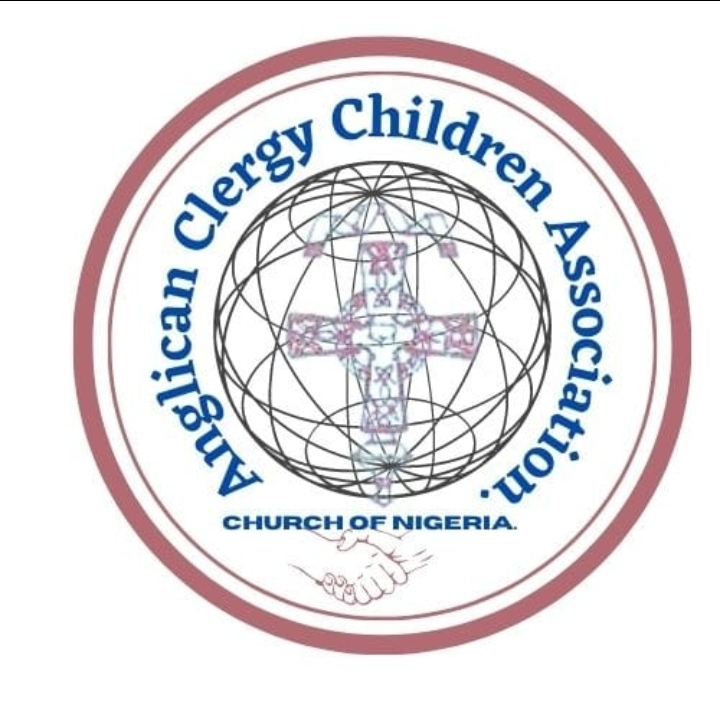 Anglican Clergy Children Association.
CHURCH OF NIGERIA.